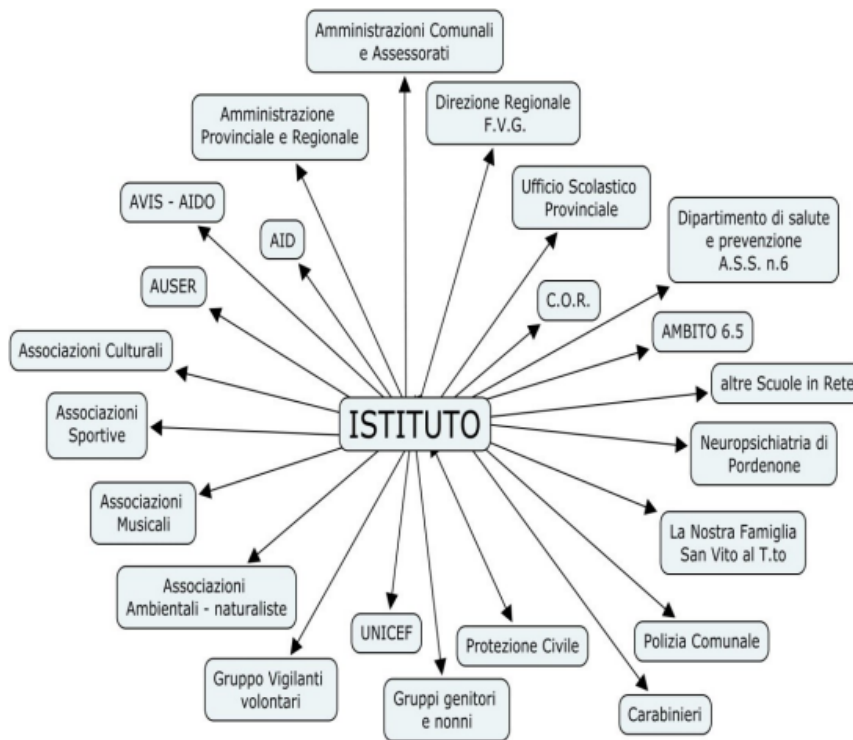 Amministrazioni Comunali
e Assessorati
Amministrazione
Provinciale e Regionale
Direzione Regionale
F.V.G.
Ufficio Scolastico
Provinciale
AVIS - AIDO
AID
Dipartimento di salute
e prevenzione
A.S.S. n.6
AUSER
C.O.R.
AMBITO 6.5
Associazioni Culturali
altre Scuole in Rete
Associazioni
Sportive
ISTITUTO
Neuropsichiatria di
Pordenone
Associazioni
Musicali
La Nostra Famiglia
San Vito al T.to
Associazioni
Ambientali - naturaliste
UNICEF
Protezione Civile
Polizia Comunale
Gruppo Vigilanti
volontari
Gruppi genitori
e nonni
Carabinieri